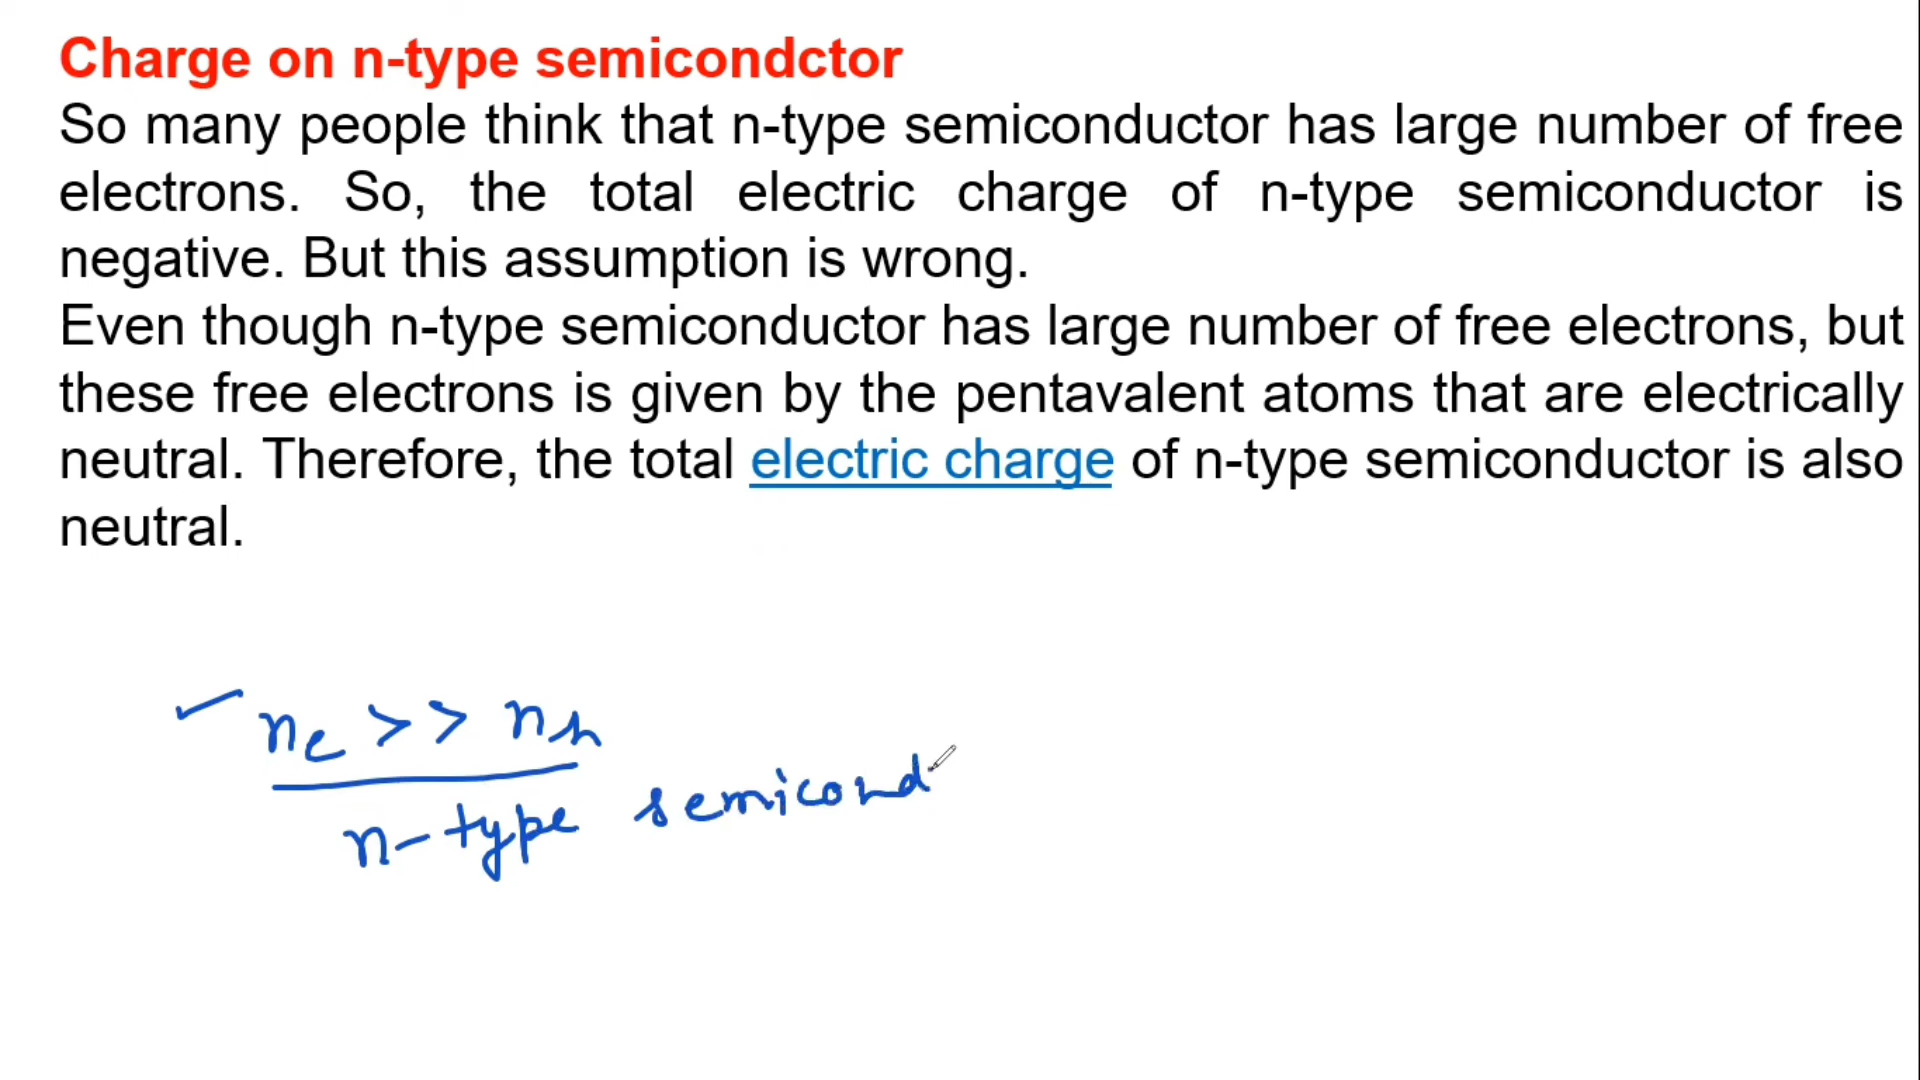 Charge on n-type semicondctor
So many people think that n-type semiconductor has large number of free
electrons. So, the total electric charge of n-type semiconductor is
negative. But this assumption is wrong.
Even though n-type semiconductor has large number of free electrons, but
these free electrons is given by the pentavalent atoms that are electrically
neutral. Therefore, the total electric charge of n-type semiconductor is also
neutral.
nₑ >> nₕ
n-type semicond